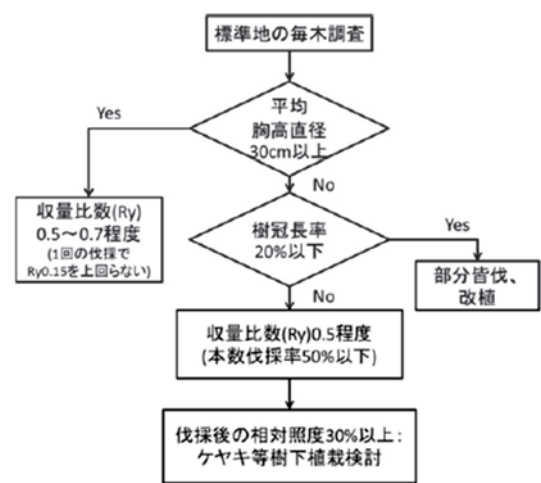 標準地の毎木調査
平均
胸高直径
30cm以上
Yes
No
収量比数(Ry)
0.5～0.7程度
(1回の伐採で
Ry0.15を上回らない)
樹冠長率
20%以下
Yes
部分皆伐、
改植
No
収量比数(Ry)0.5程度
(本数伐採率50%以下)
伐採後の相対照度30%以上：
ケヤキ等樹下植栽検討